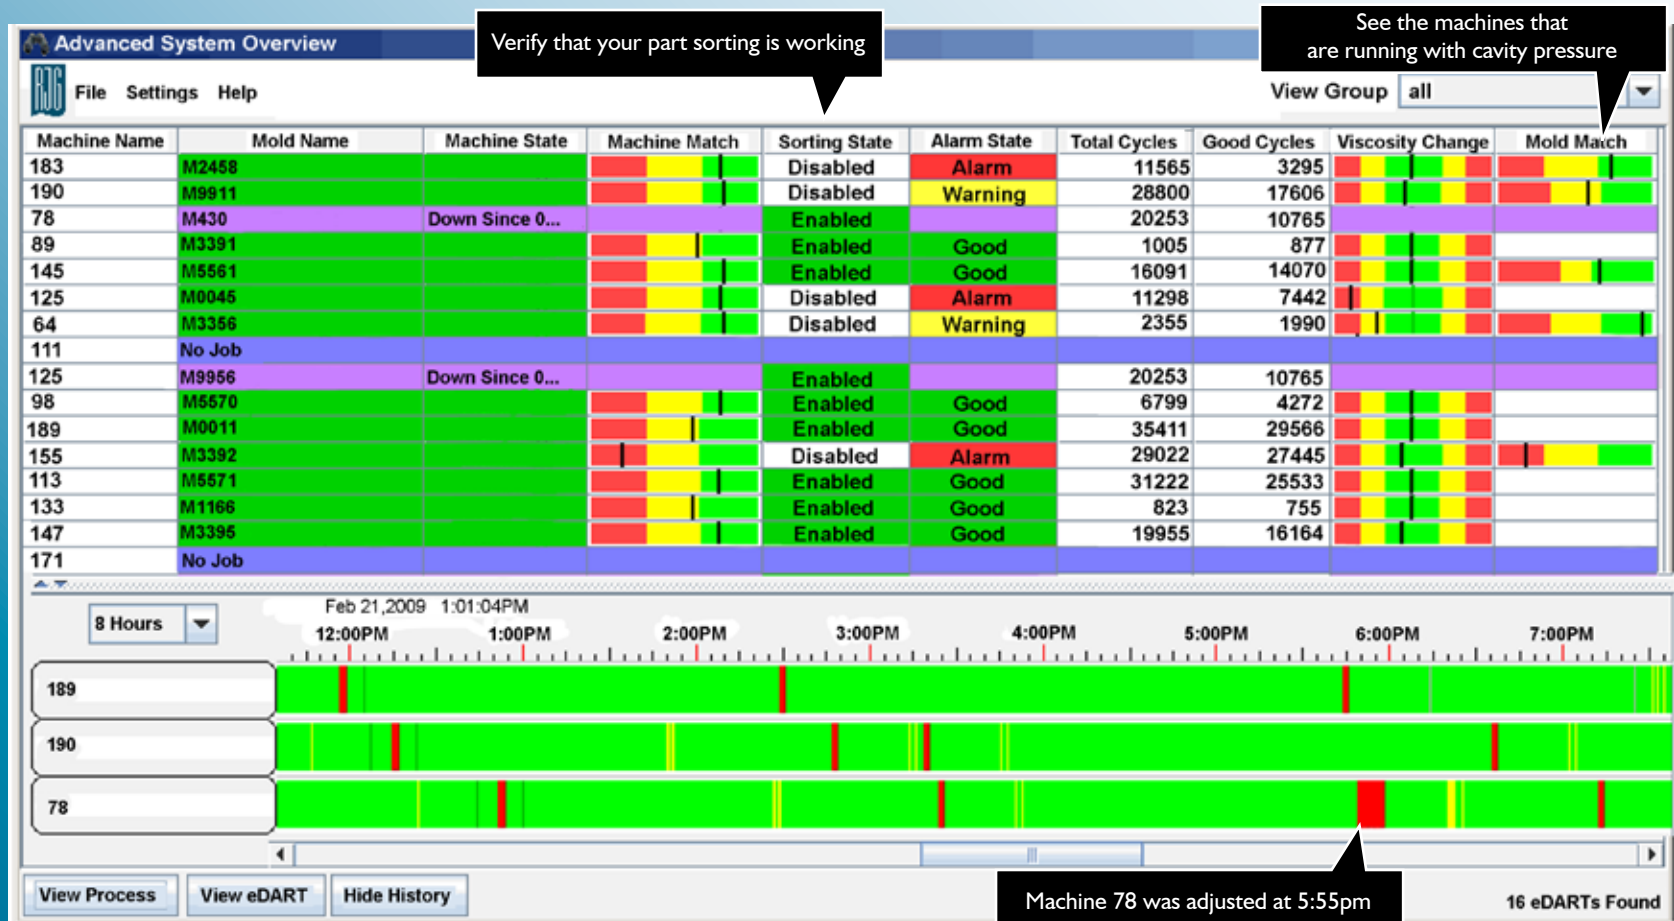 Verify that your part sorting is working
See the machines that
are running with cavity pressure
Advanced System Overview
RJG File Settings Help View Group all
Machine Name Mold Name Machine State Machine Match Sorting State Alarm State Total Cycles Good Cycles Viscosity Change Mold Match
183 M2458 Disabled Alarm 11565 3295
190 M9911 Disabled Warning 28800 17606
78 M430 Down Since 0... Enabled 20253 10765
89 M3391 Enabled Good 1005 877
145 M5561 Enabled Good 16091 14070
125 M0045 Disabled Alarm 11298 7442
64 M3356 Disabled Warning 2355 1990
111 No Job
125 M9956 Down Since 0... Enabled 20253 10765
98 M5570 Enabled Good 6799 4272
189 M0011 Enabled Good 35411 29566
155 M3392 Disabled Alarm 29022 27445
113 M5571 Enabled Good 31222 25533
133 M1166 Enabled Good 823 755
147 M3395 Enabled Good 19955 16164
171 No Job
Feb 21,2009 1:01:04PM
8 Hours
12:00PM 1:00PM 2:00PM 3:00PM 4:00PM 5:00PM 6:00PM 7:00PM
189
190
78
Machine 78 was adjusted at 5:55pm
View Process View eDART Hide History 16 eDARTs Found